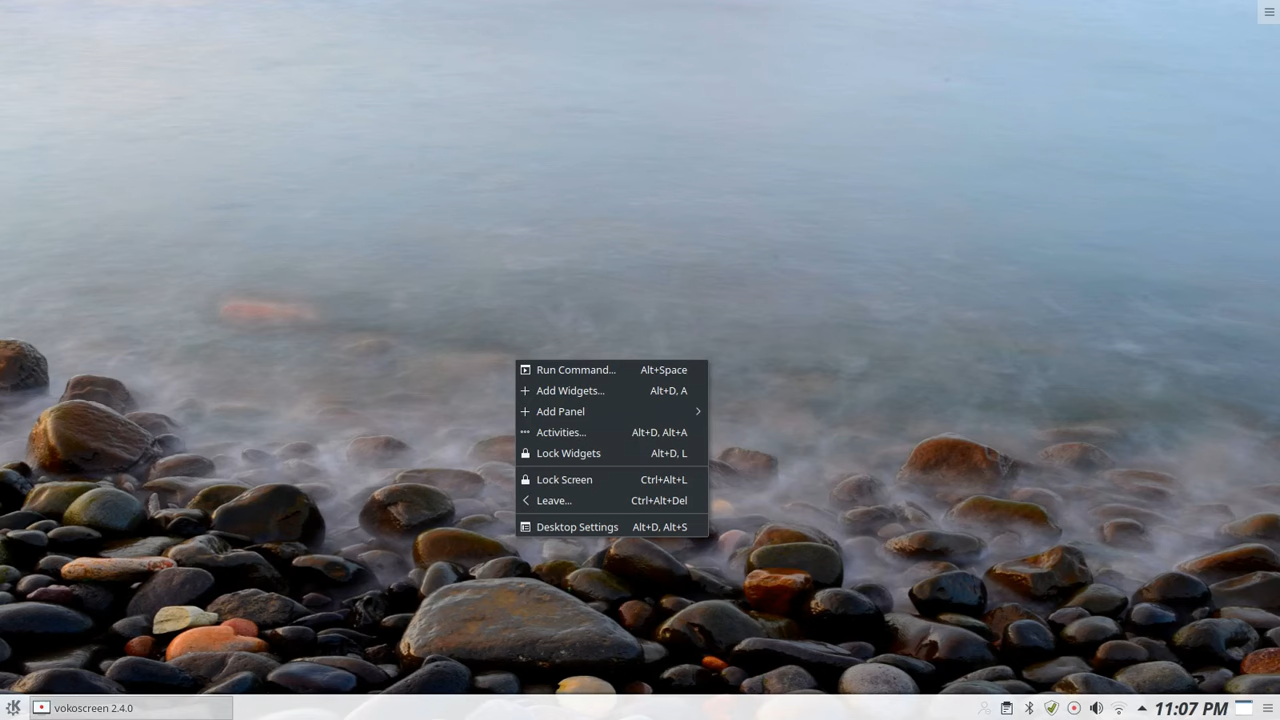 Run Command... Alt+Space
Add Widgets... Alt+D, A
Add Panel
Activities... Alt+D, Alt+A
Lock Widgets Alt+D, L
Lock Screen Ctrl+Alt+L
Leave... Ctrl+Alt+Del
Desktop Settings Alt+D, Alt+S
vokoscreen 2.4.0 11:07 PM